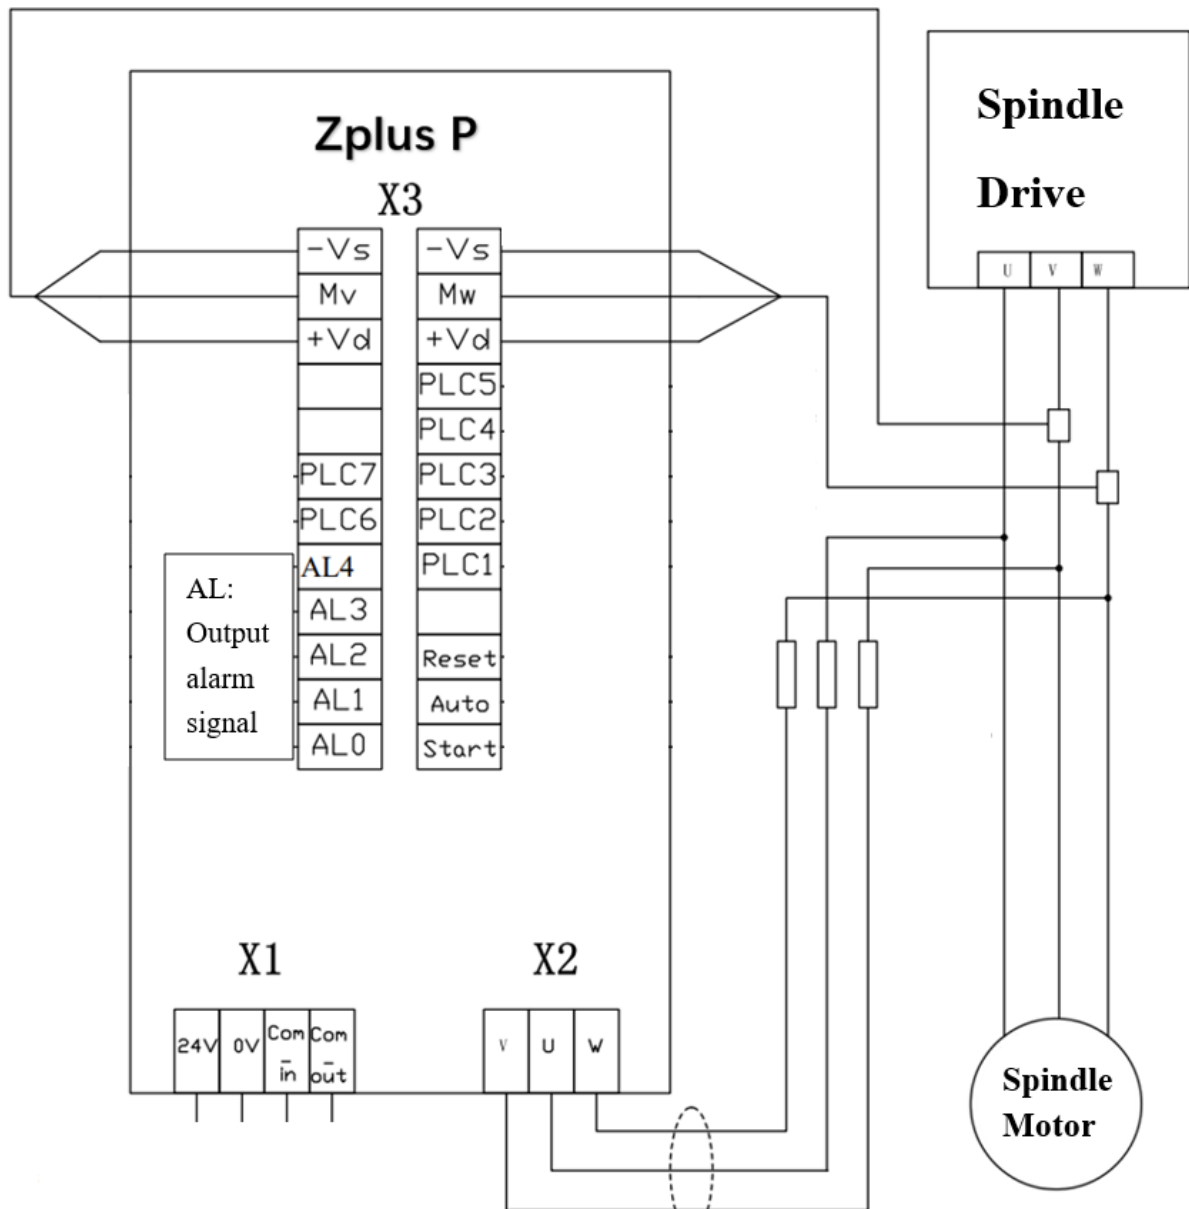 Spindle
Drive
U V W
Zplus P
X3
-Vs -Vs
Mv Mw
+Vd +Vd
PLC5
PLC4
PLC7 PLC3
PLC6 PLC2
AL4 PLC1
AL3
AL2 Reset
AL1 Auto
AL0 Start
AL:
Output
alarm
signal
X1
24V 0V Com
-
in Com
-
out
X2
V U W
Spindle
Motor